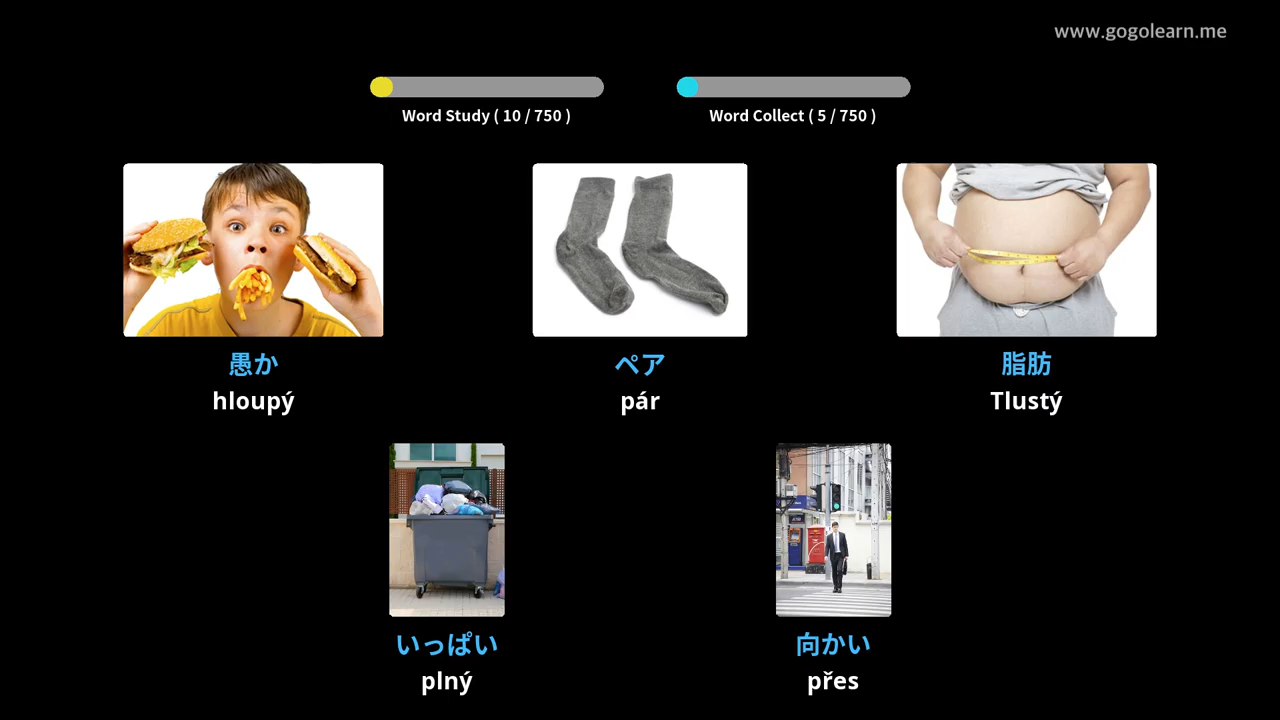 www.gogolearn.me
Word Study ( 10 / 750 )
Word Collect ( 5 / 750 )
愚か
hloupý
ペア
pár
脂肪
Tlustý
いっぱい
plný
向かい
přes